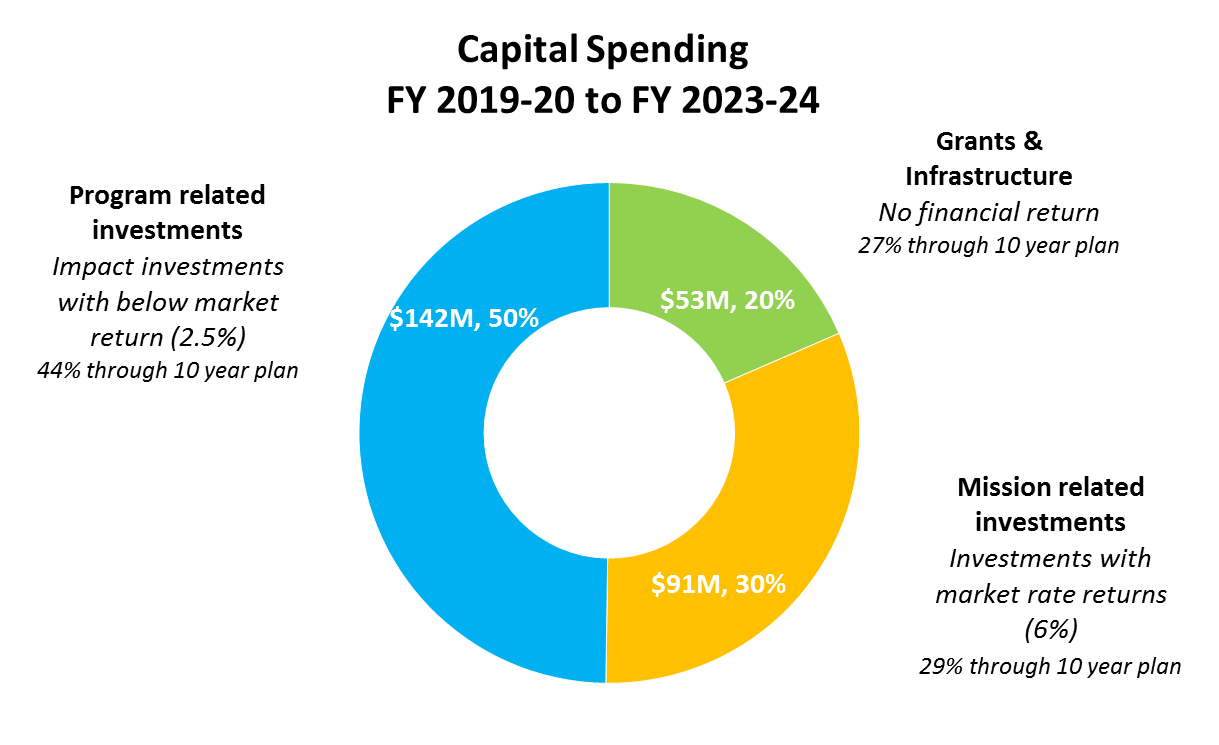 Capital Spending
FY 2019-20 to FY 2023-24
Grants &
Infrastructure
No financial return
27% through 10 year plan
Program related
investments
Impact investments
with below market
return (2.5%)
44% through 10 year plan
$53M, 20%
$142M, 50%
$91M, 30%
Mission related
investments
Investments with
market rate returns
(6%)
29% through 10 year plan